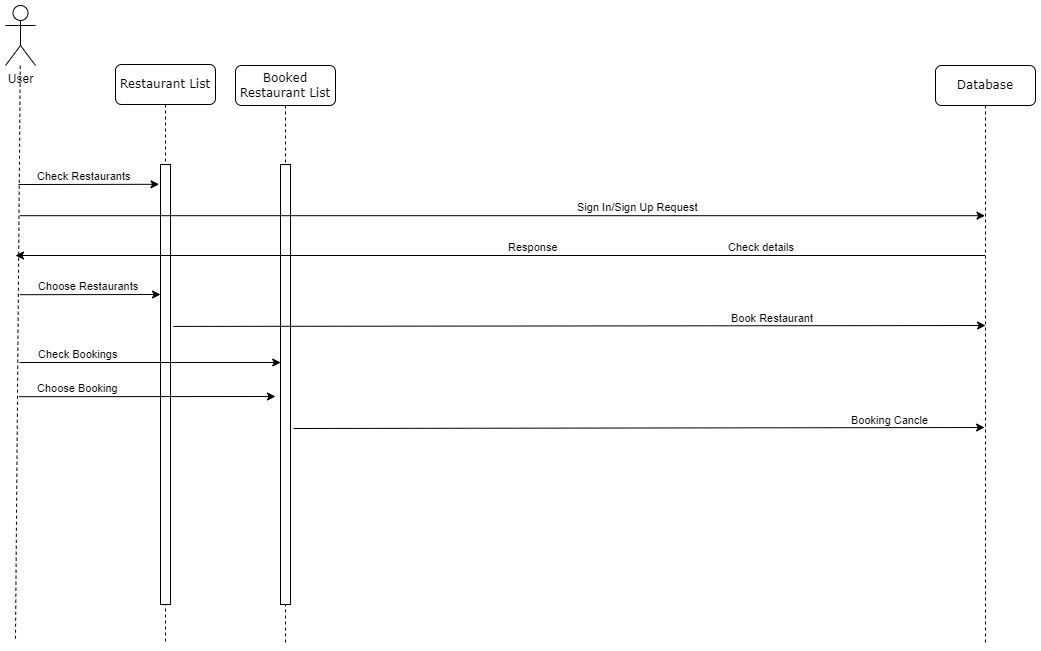 User
Restaurant List
Booked
Restaurant List
Database
Check Restaurants
Sign In/Sign Up Request
Response
Check details
Choose Restaurants
Book Restaurant
Check Bookings
Choose Booking
Booking Cancle